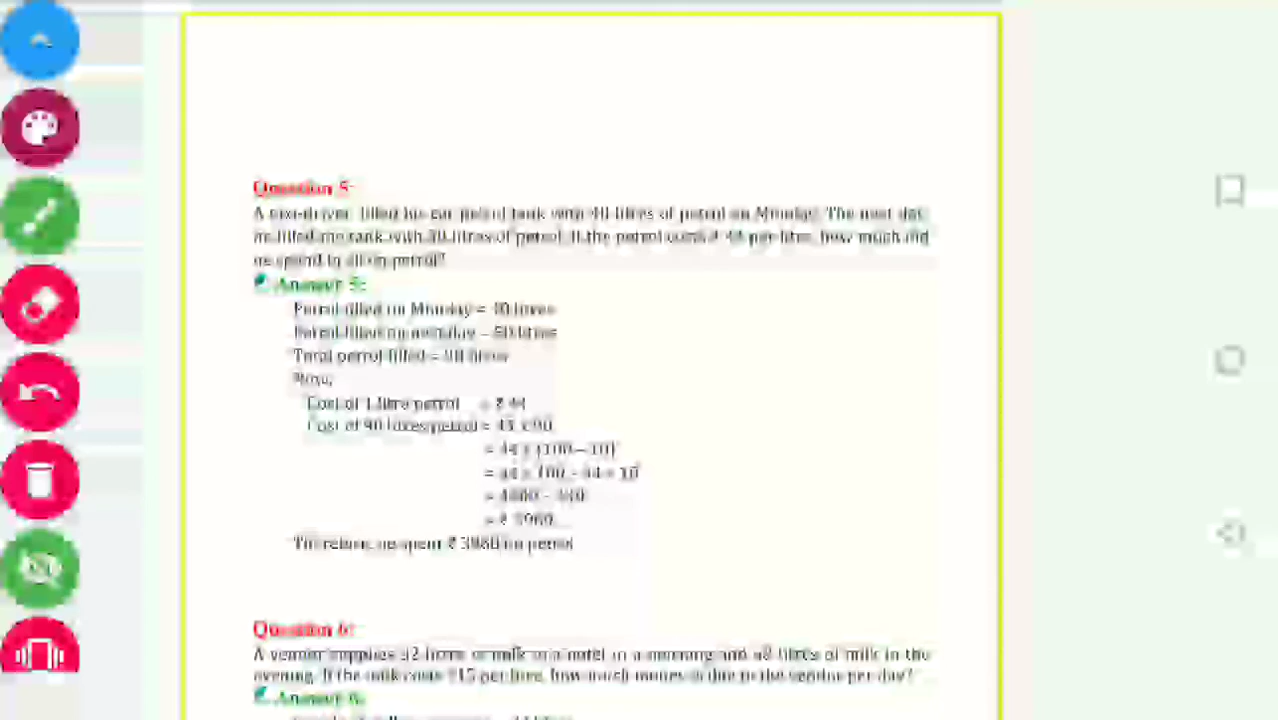 Question 5:
A taxi-driver, filled his car petrol tank with 40 litres of petrol on Monday. The next day,
he filled the tank with 50 litres of petrol. If the petrol costs ₹ 44 per litre, how much did
he spend in all on petrol?
Answer 5:
Petrol filled on Monday = 40 litres
Petrol filled on next day = 50 litres
Total petrol filled = 90 litres
Now,
Cost of 1 litre petrol = ₹ 44
Cost of 90 litres petrol = × 90
= 44 × (100 – 10)
= 44 × 100 – 44 × 10
= 4400 – 440
= ₹ 3960
Therefore, he spent ₹ 3960 on petrol
Question 6:
A vendor supplies 32 litres of milk to a hotel in a morning and 68 litres of milk in the
evening. If the milk costs ₹15 per litre, how much money is due to the vendor per day?
Answer 6: